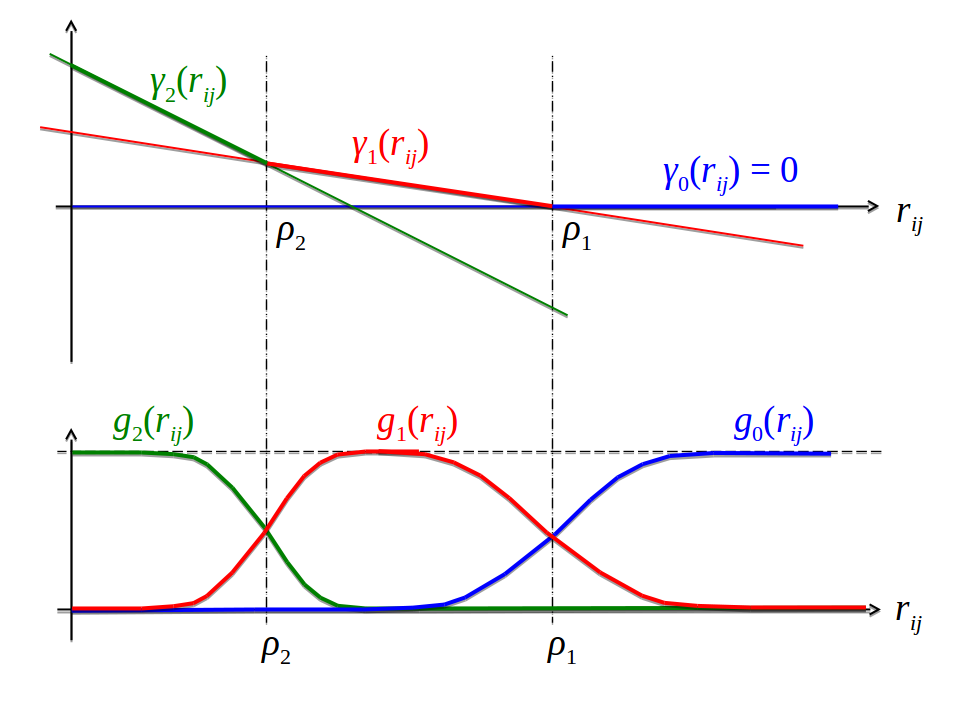 γ₂(rᵢⱼ)
γ₁(rᵢⱼ)
γ₀(rᵢⱼ) = 0
rᵢⱼ
ρ₂ ρ₁
g₂(rᵢⱼ) g₁(rᵢⱼ) g₀(rᵢⱼ)
rᵢⱼ
ρ₂ ρ₁